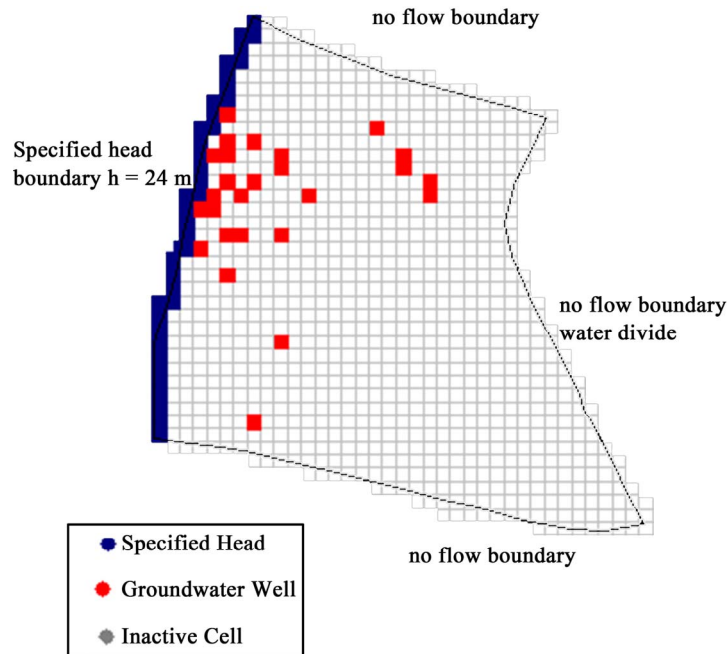 no flow boundary
Specified head
boundary h = 24 m
no flow boundary
water divide
no flow boundary
Specified Head
Groundwater Well
Inactive Cell